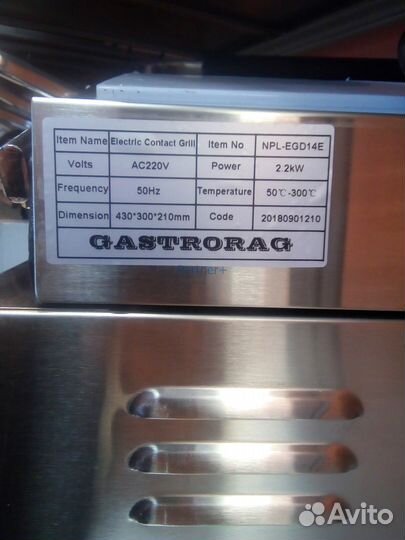 Item Name Electric Contact Grill Item No NPL-EGD14E
Volts AC220V Power 2.2kW
Frequency 50Hz Temperature 50℃-300℃
Dimension 430*300*210mm Code 20180901210
GASTRORAG
Partner+
Avito